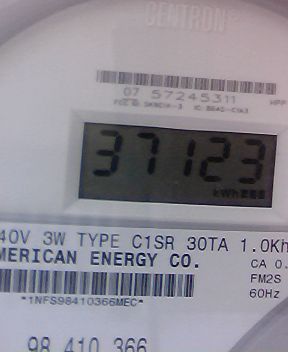 CENTRON®
07 57245311
37123
kWh
40V 3W TYPE C1SR 30TA 1.0Kh
MERICAN ENERGY CO.
CA 0.
FM2S
60Hz
*1NFS98410366MEC*
98 410 366